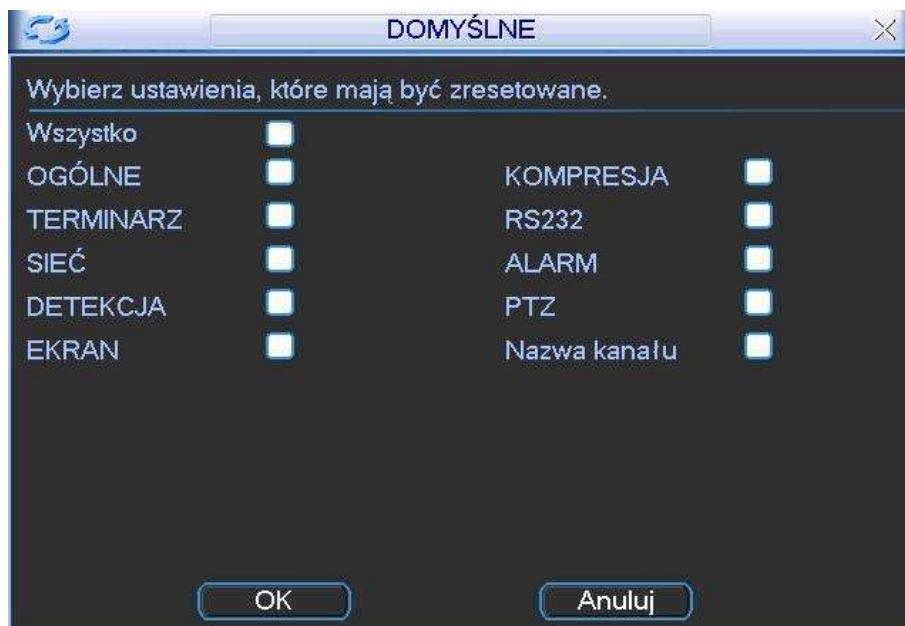 DOMYŚLNE
Wybierz ustawienia, które mają być zresetowane.
Wszystko
OGÓLNE KOMPRESJA
TERMINARZ RS232
SIEĆ ALARM
DETEKCJA PTZ
EKRAN Nazwa kanału
OK Anuluj